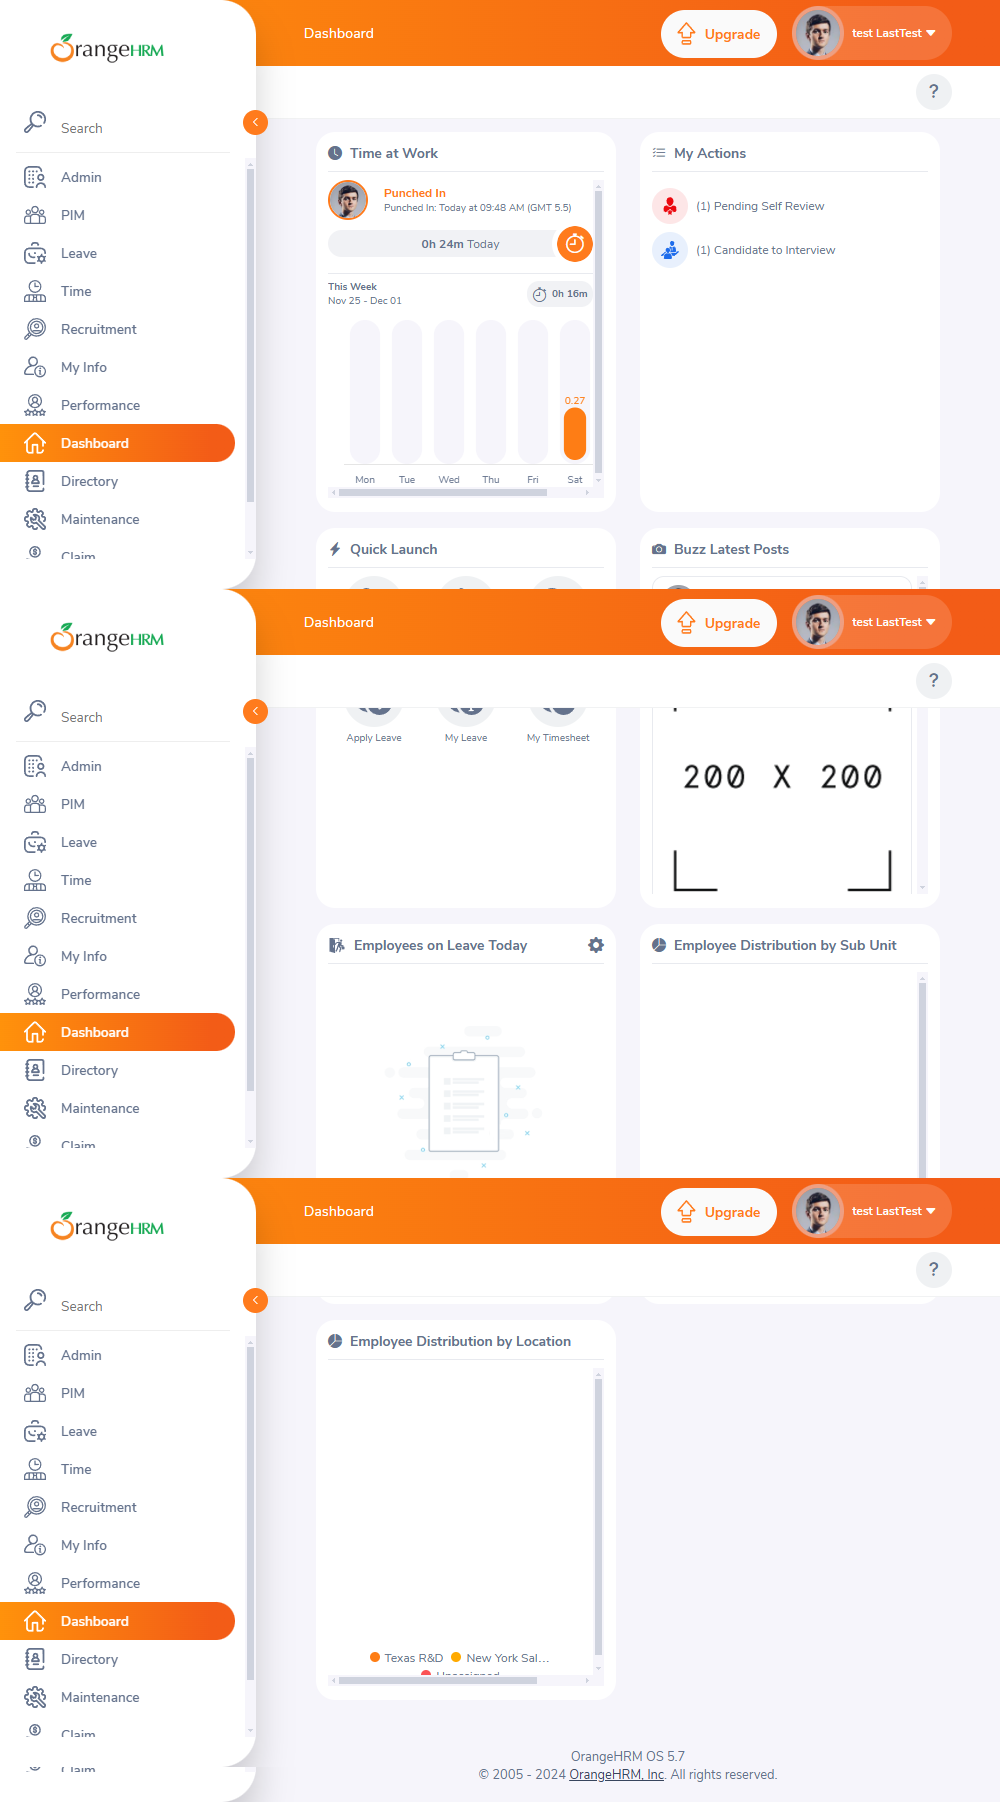 OrangeHRM
Dashboard
Upgrade
test LastTest
?
Search
Admin
PIM
Leave
Time
Recruitment
My Info
Performance
Dashboard
Directory
Maintenance
Claim
Time at Work
Punched In
Punched In: Today at 09:48 AM (GMT 5.5)
0h 24m Today
This Week
Nov 25 - Dec 01
0h 16m
0.27
Mon Tue Wed Thu Fri Sat
My Actions
(1) Pending Self Review
(1) Candidate to Interview
Quick Launch
Buzz Latest Posts
OrangeHRM
Dashboard
Upgrade
test LastTest
?
Search
Admin
PIM
Leave
Time
Recruitment
My Info
Performance
Dashboard
Directory
Maintenance
Claim
Apply Leave
My Leave
My Timesheet
200 X 200
Employees on Leave Today
Employee Distribution by Sub Unit
OrangeHRM
Dashboard
Upgrade
test LastTest
?
Search
Admin
PIM
Leave
Time
Recruitment
My Info
Performance
Dashboard
Directory
Maintenance
Claim
Claim
Employee Distribution by Location
Texas R&D New York Sal...
Unassigned
OrangeHRM OS 5.7
© 2005 - 2024 OrangeHRM, Inc. All rights reserved.